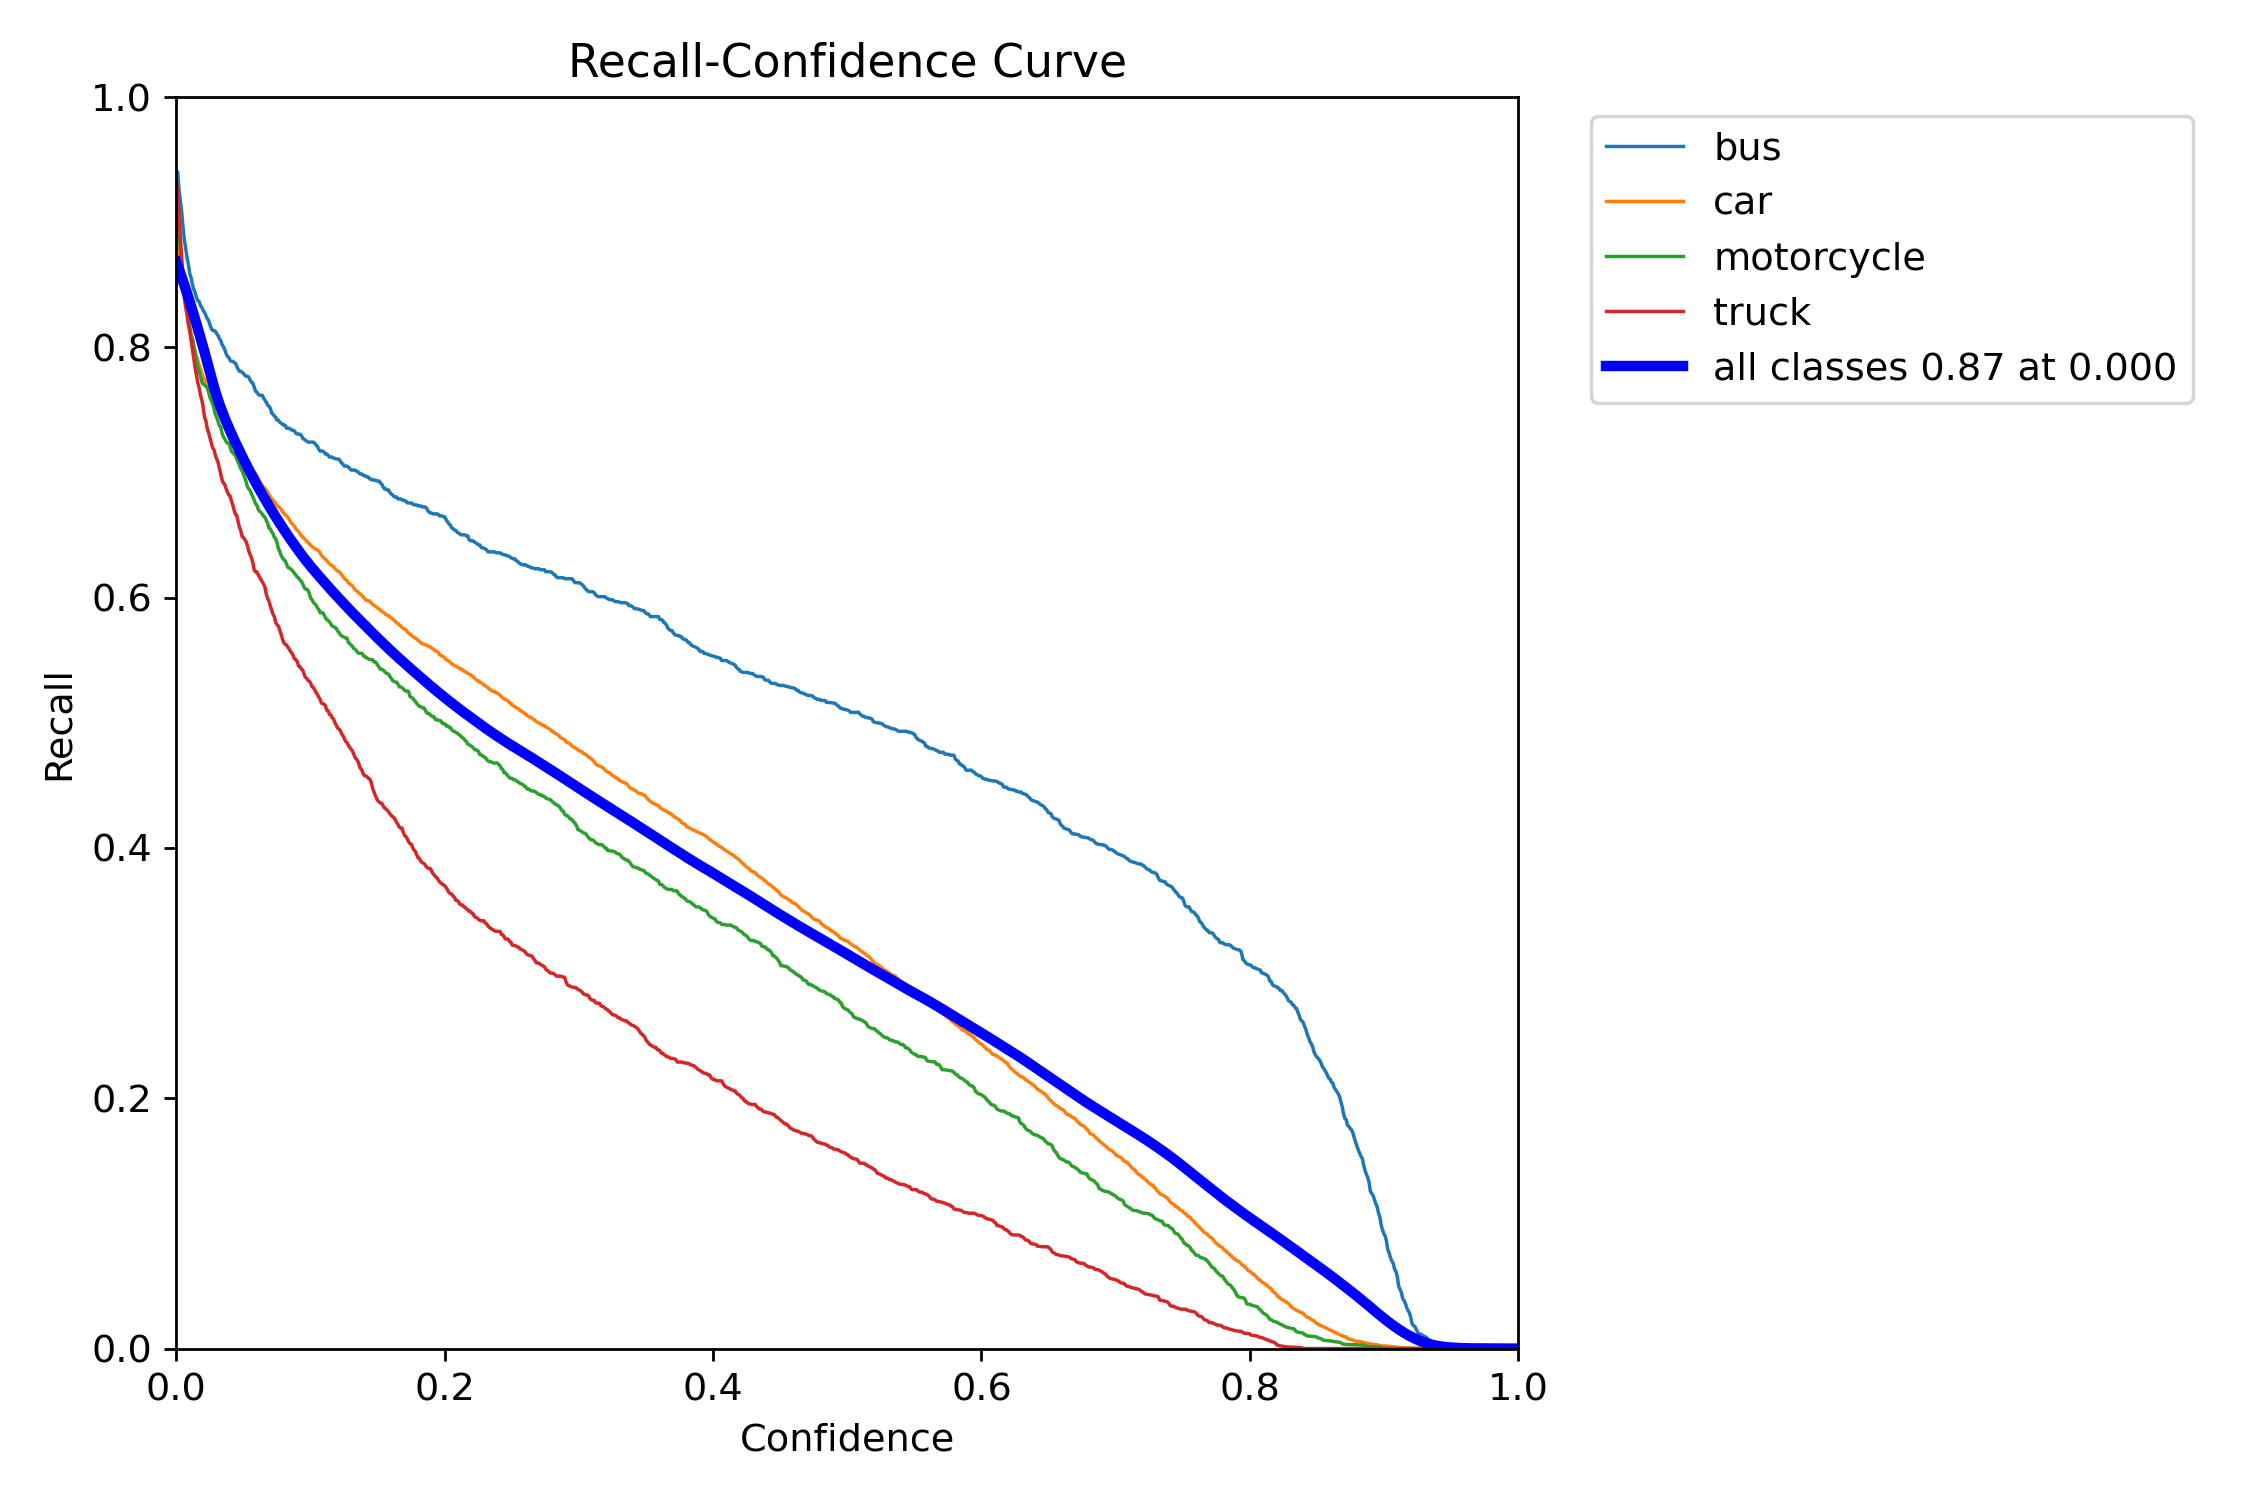 Recall-Confidence Curve
1.0
0.8
0.6
0.4
0.2
0.0
Recall
0.0 0.2 0.4 0.6 0.8 1.0
Confidence
bus
car
motorcycle
truck
all classes 0.87 at 0.000